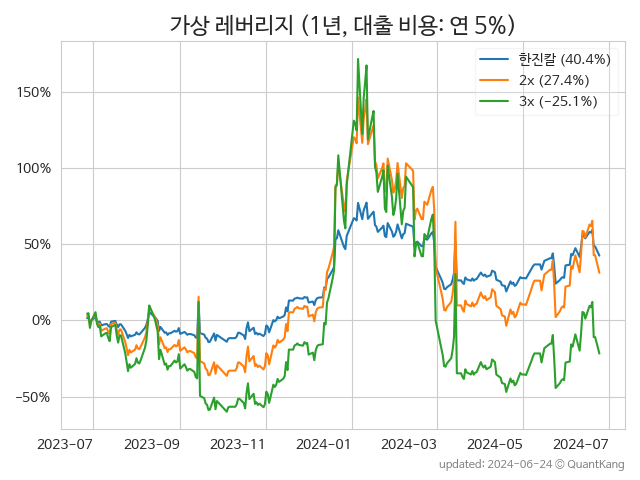 가상 레버리지 (1년, 대출 비용: 연 5%)
한진칼 (40.4%)
2x (27.4%)
3x (-25.1%)
150%
100%
50%
0%
-50%
2023-07 2023-09 2023-11 2024-01 2024-03 2024-05 2024-07
updated: 2024-06-24 © QuantKang